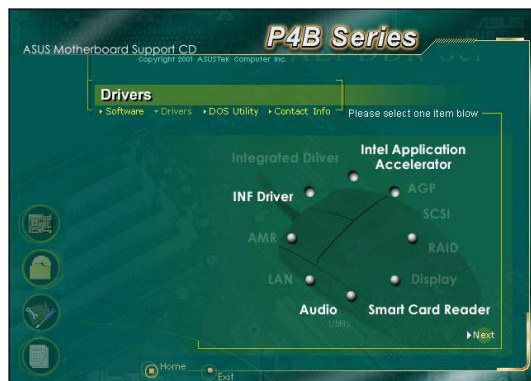 P4B Series
ASUS Motherboard Support CD
Copyright 2001 ASUSTek Computer Inc.
Drivers
Software Drivers DOS Utility Contact Info
Please select one item blow
Integrated Driver
Intel Application
Accelerator
INF Driver
AGP
SCSI
AMR
RAID
LAN
Display
Audio
Smart Card Reader
Utility
Next
Home
Exit